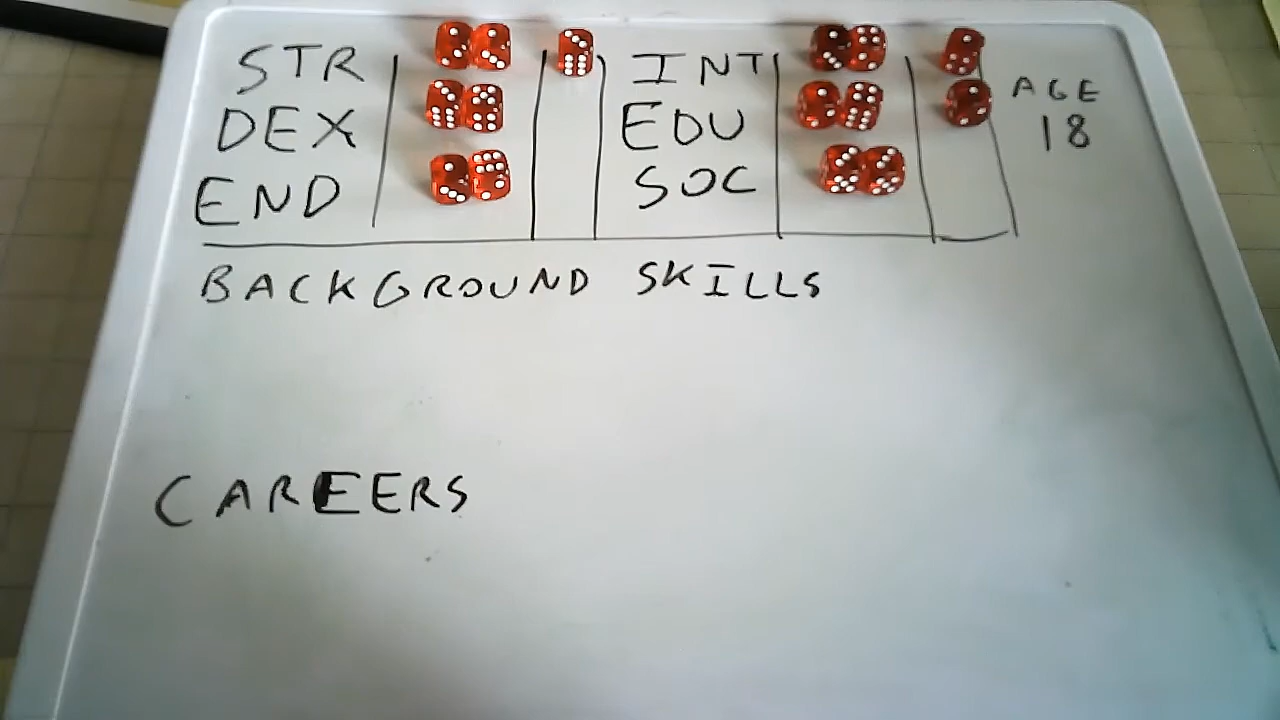 STR INT
DEX EDU AGE
END SOC 18
BACKGROUND SKILLS
CAREERS